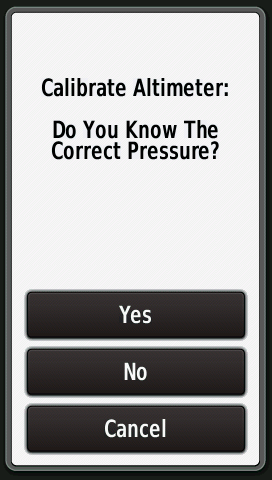 Calibrate Altimeter:
Do You Know The
Correct Pressure?
Yes
No
Cancel